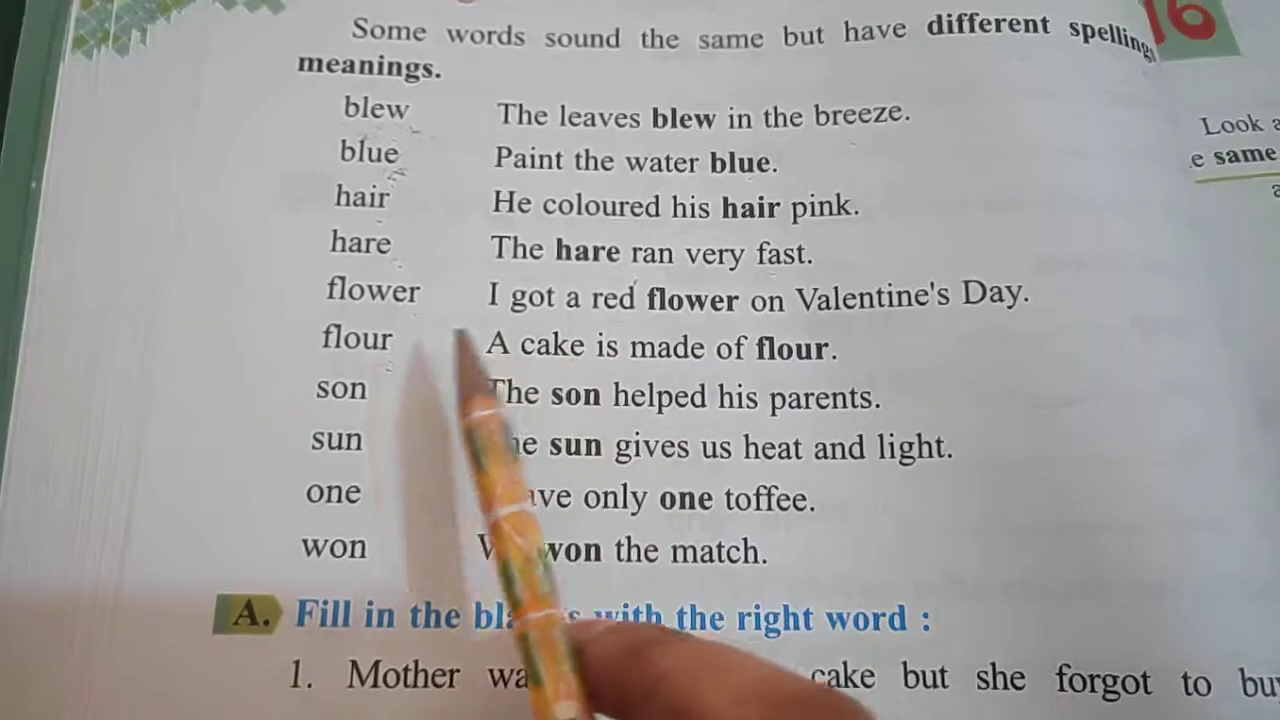 16
Some words sound the same but have different spellings
meanings.
blew The leaves blew in the breeze.
blue Paint the water blue.
hair He coloured his hair pink.
hare The hare ran very fast.
flower I got a red flower on Valentine's Day.
flour A cake is made of flour.
son The son helped his parents.
sun sun gives us heat and light.
one only one toffee.
won won the match.
A. Fill in the with the right word :
1. Mother cake but she forgot to
Look
same